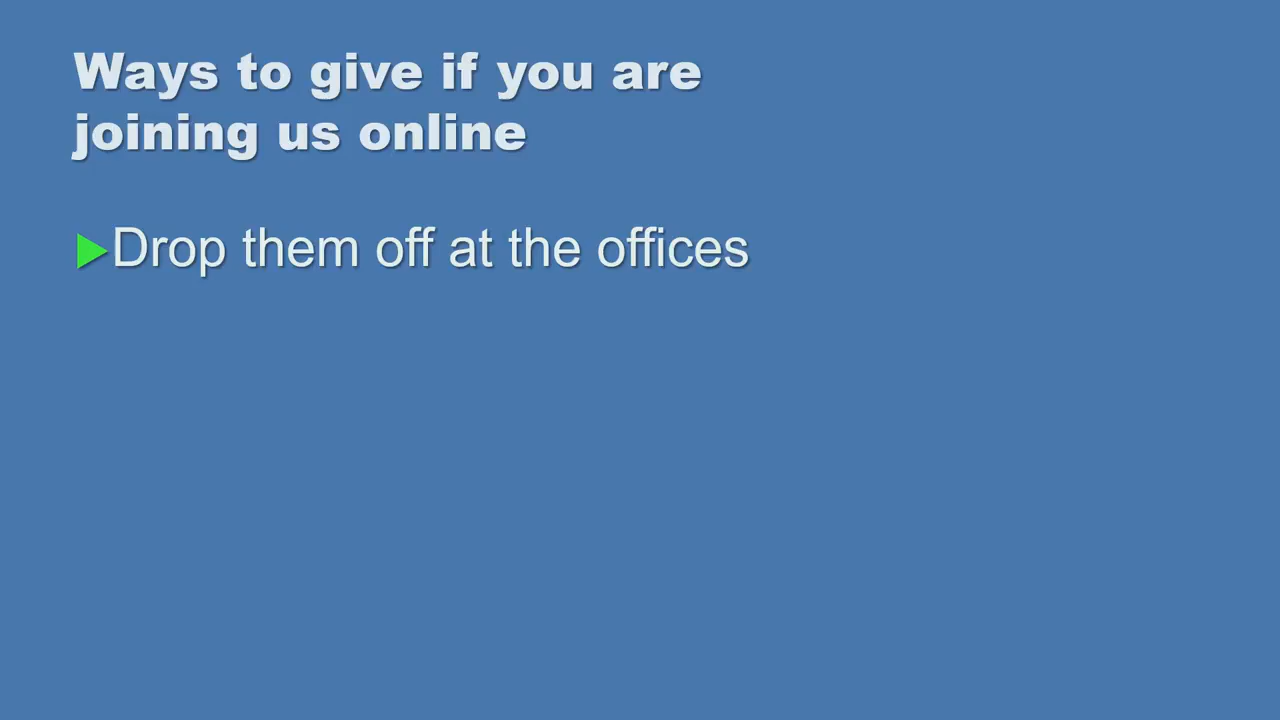 Ways to give if you are
joining us online
Drop them off at the offices